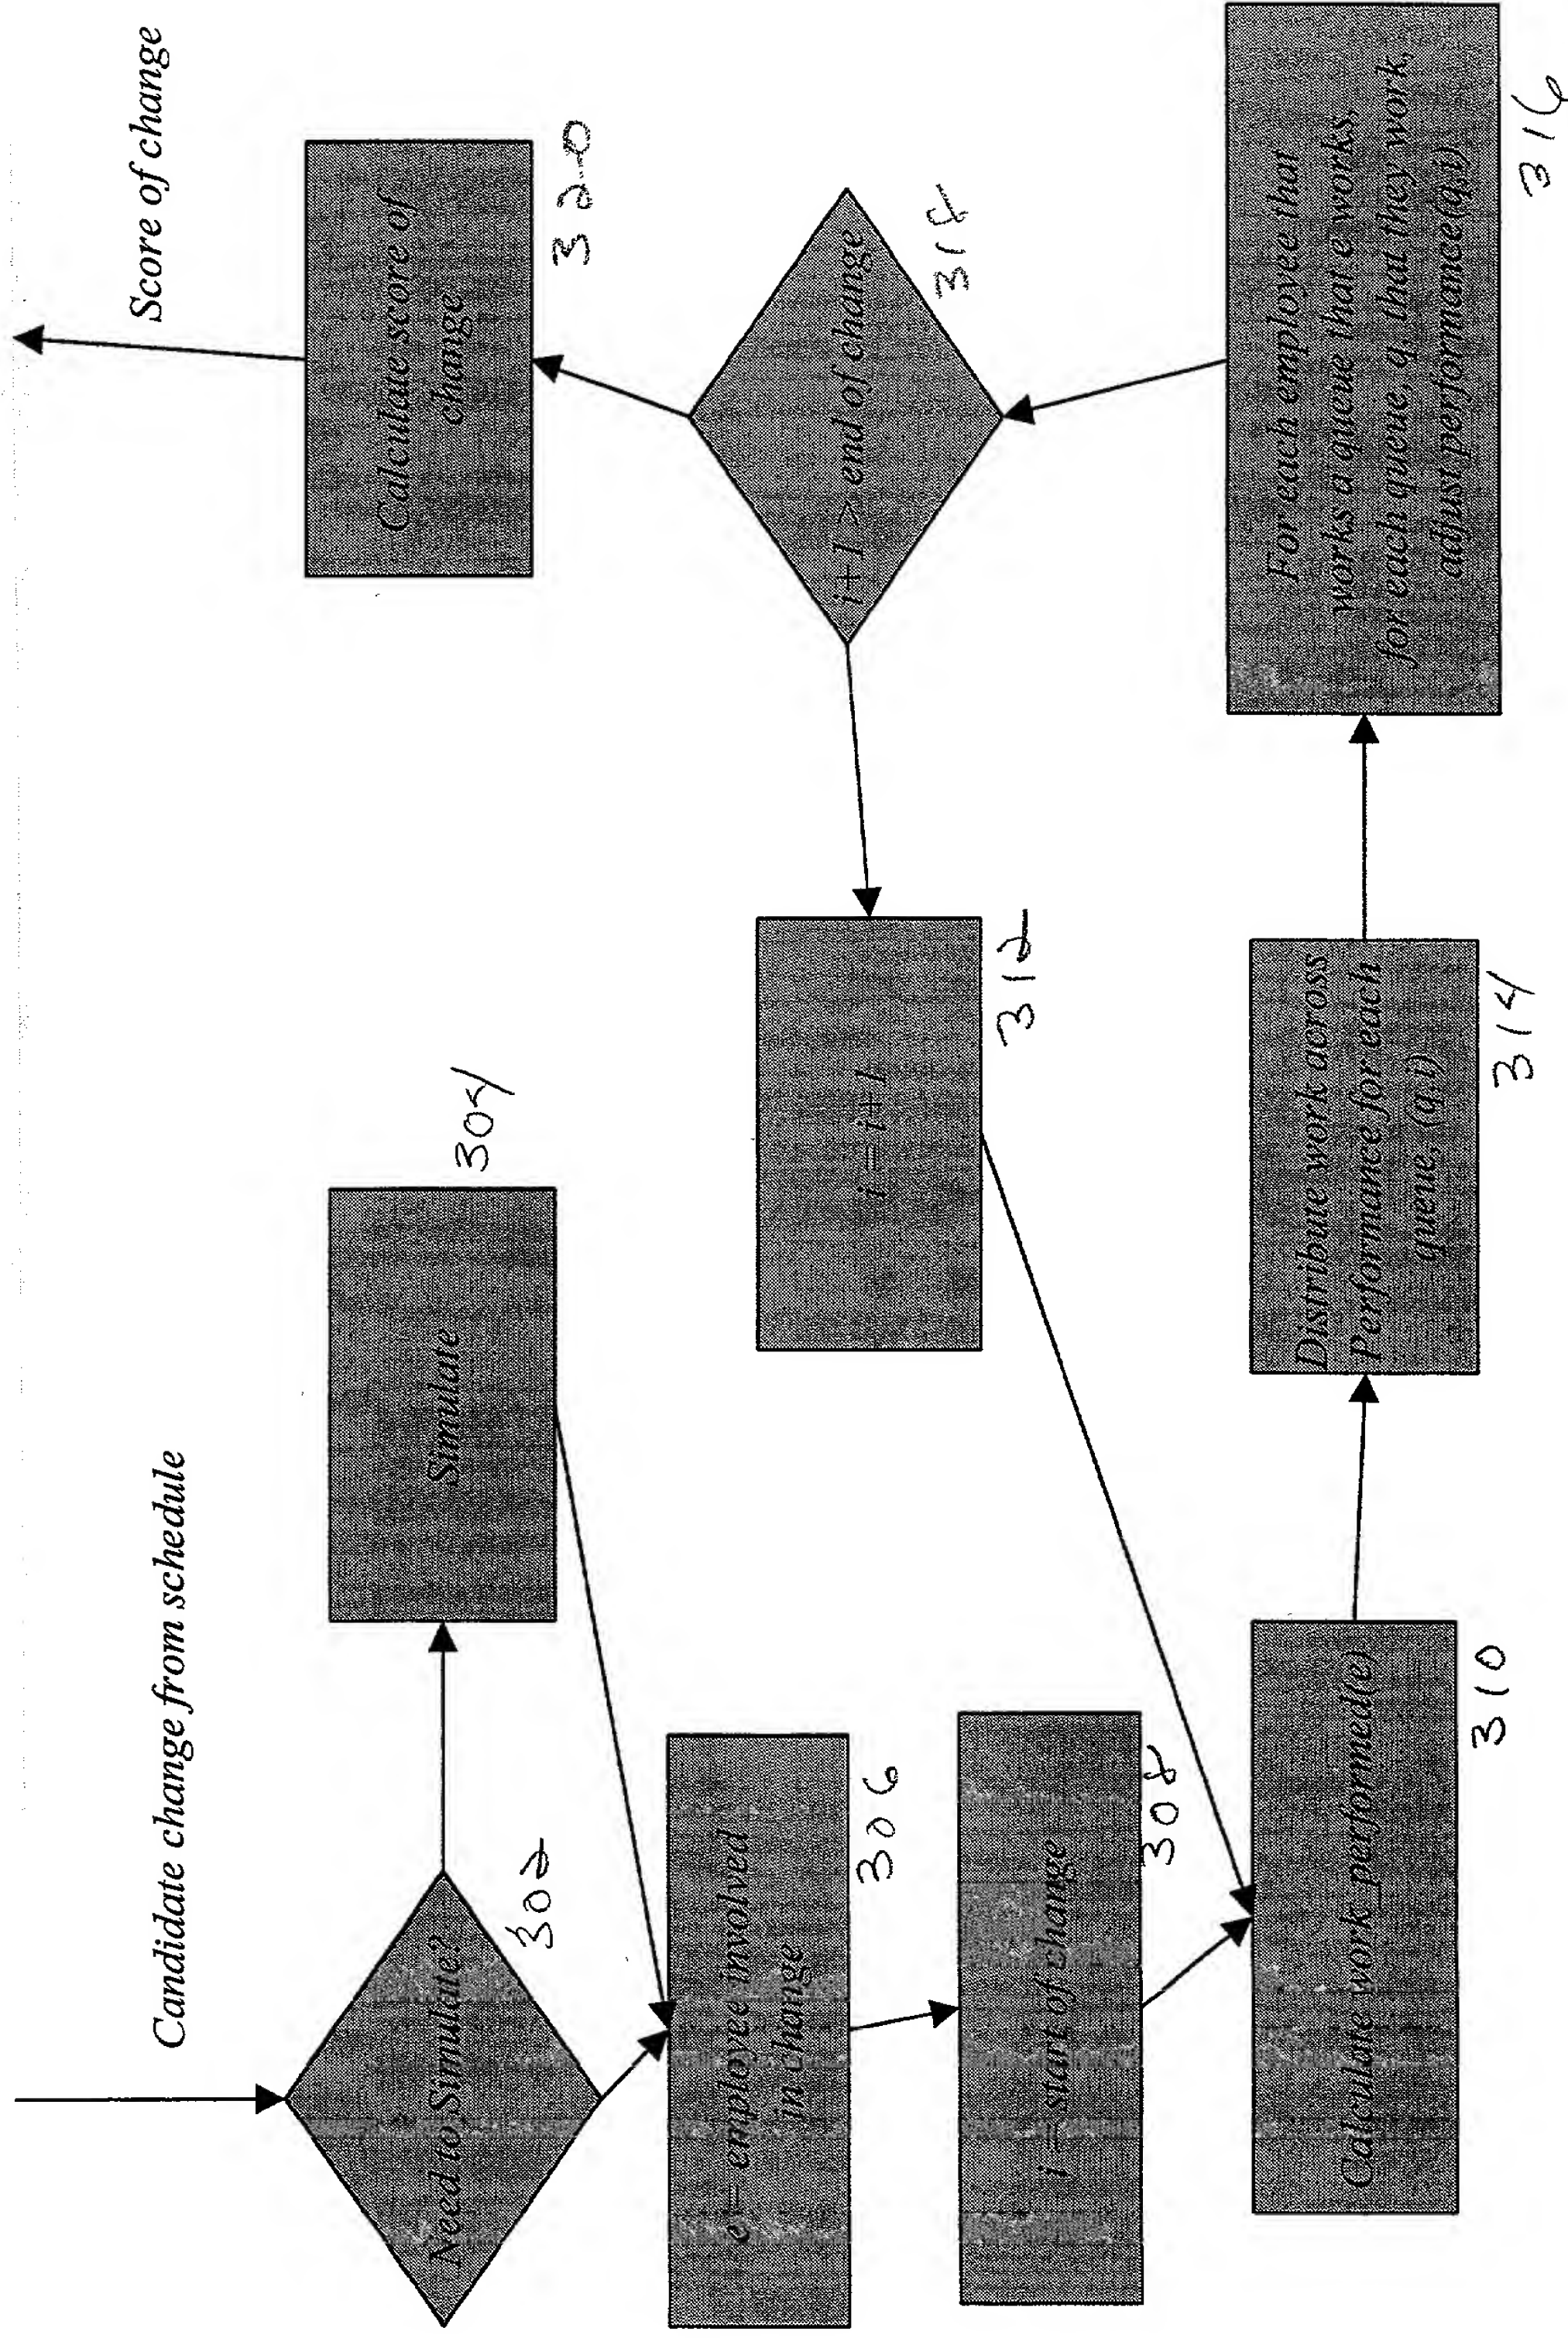 Candidate change from schedule
Need to Simulate?
302
Simulate
304
e = employee involved
in change
306
i = start of change
308
Calculate work_performed(e)
310
i = i+1
312
Distribute work across
Performance for each
queue, (q,i)
314
For each employee that
works a queue that e works,
for each queue, q, that they work,
adjust performance(q,i)
316
i+1 > end of change
318
Calculate score of
change
320
Score of change